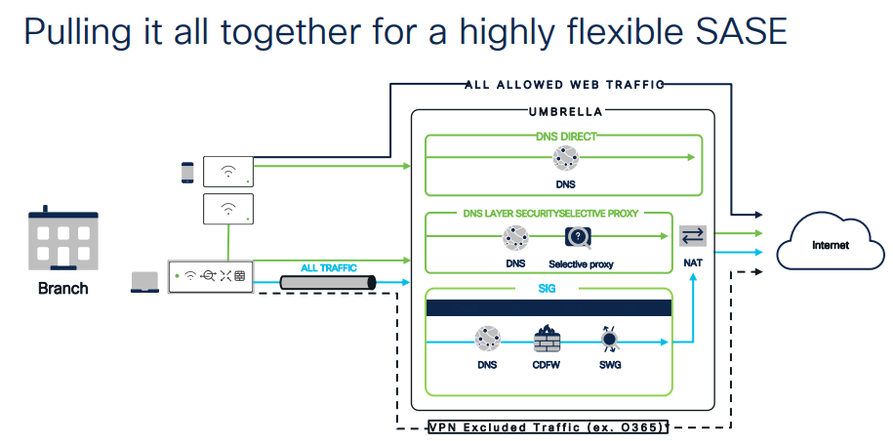 Pulling it all together for a highly flexible SASE
ALL ALLOWED WEB TRAFFIC
UMBRELLA
DNS DIRECT
DNS
DNS LAYER SECURITYSELECTIVE PROXY
DNS
Selective proxy
NAT
Internet
Branch
ALL TRAFFIC
SIG
DNS
CDFW
SWG
VPN Excluded Traffic (ex. O365)